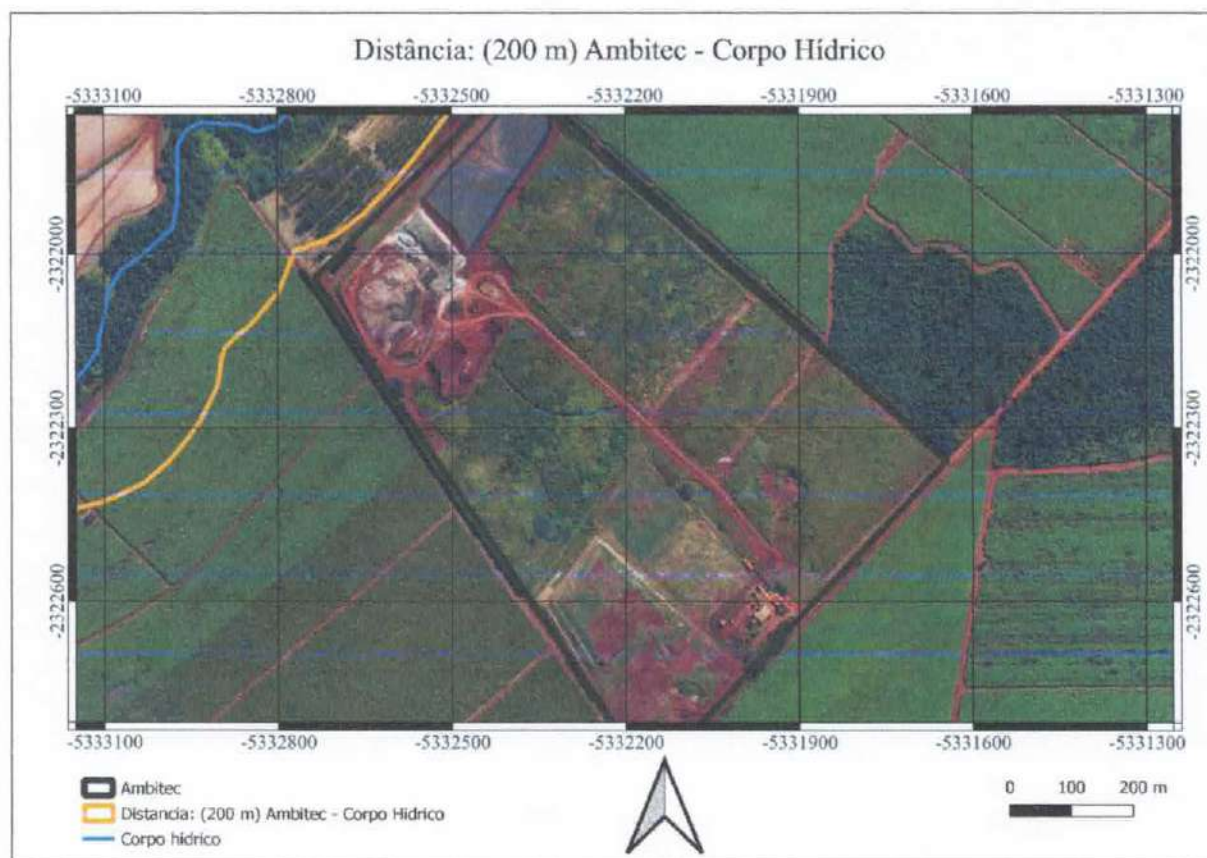 Distância: (200 m) Ambitec - Corpo Hídrico
-5333100 -5332800 -5332500 -5332200 -5331900 -5331600 -5331300
-2322000 -2322000
-2322300 -2322300
-2322600 -2322600
-5333100 -5332800 -5332500 -5332200 -5331900 -5331600 -5331300
Ambitec
Distancia: (200 m) Ambitec - Corpo Hídrico
Corpo hídrico
0 100 200 m